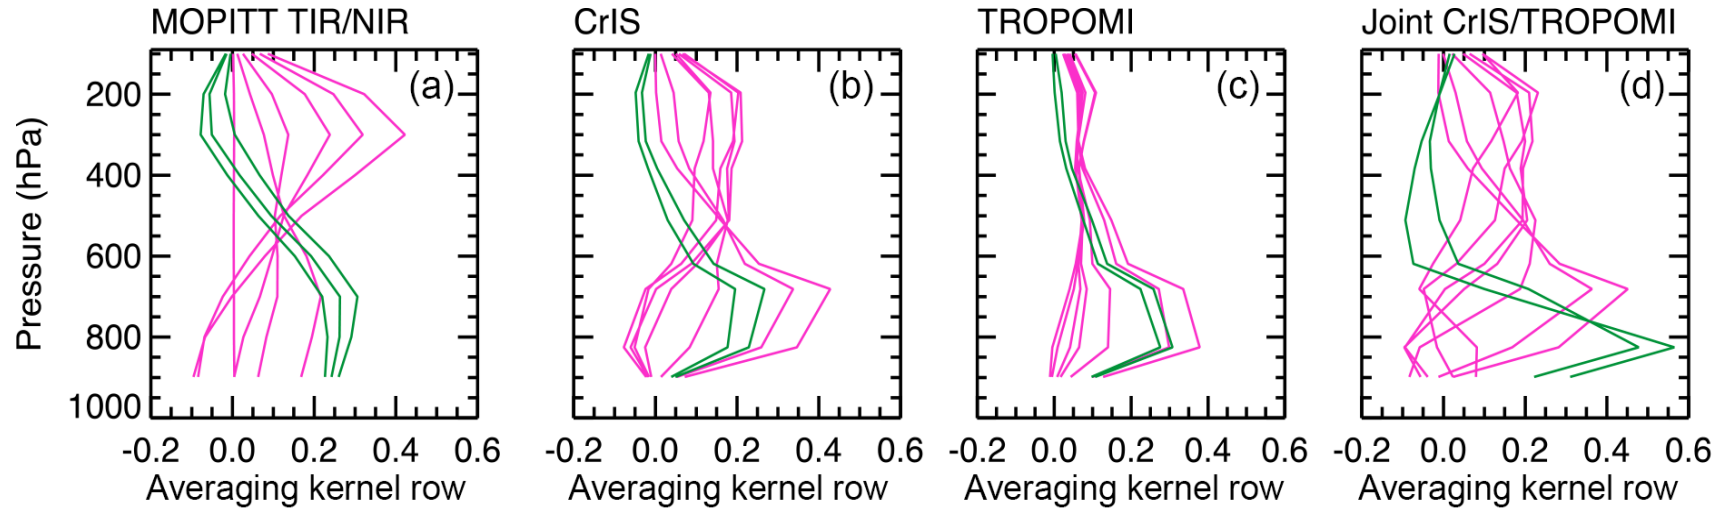 MOPITT TIR/NIR
CrIS
TROPOMI
Joint CrIS/TROPOMI
(a)
(b)
(c)
(d)
Pressure (hPa)
200
400
600
800
1000
-0.2 0.0 0.2 0.4 0.6
-0.2 0.0 0.2 0.4 0.6
-0.2 0.0 0.2 0.4 0.6
-0.2 0.0 0.2 0.4 0.6
Averaging kernel row
Averaging kernel row
Averaging kernel row
Averaging kernel row